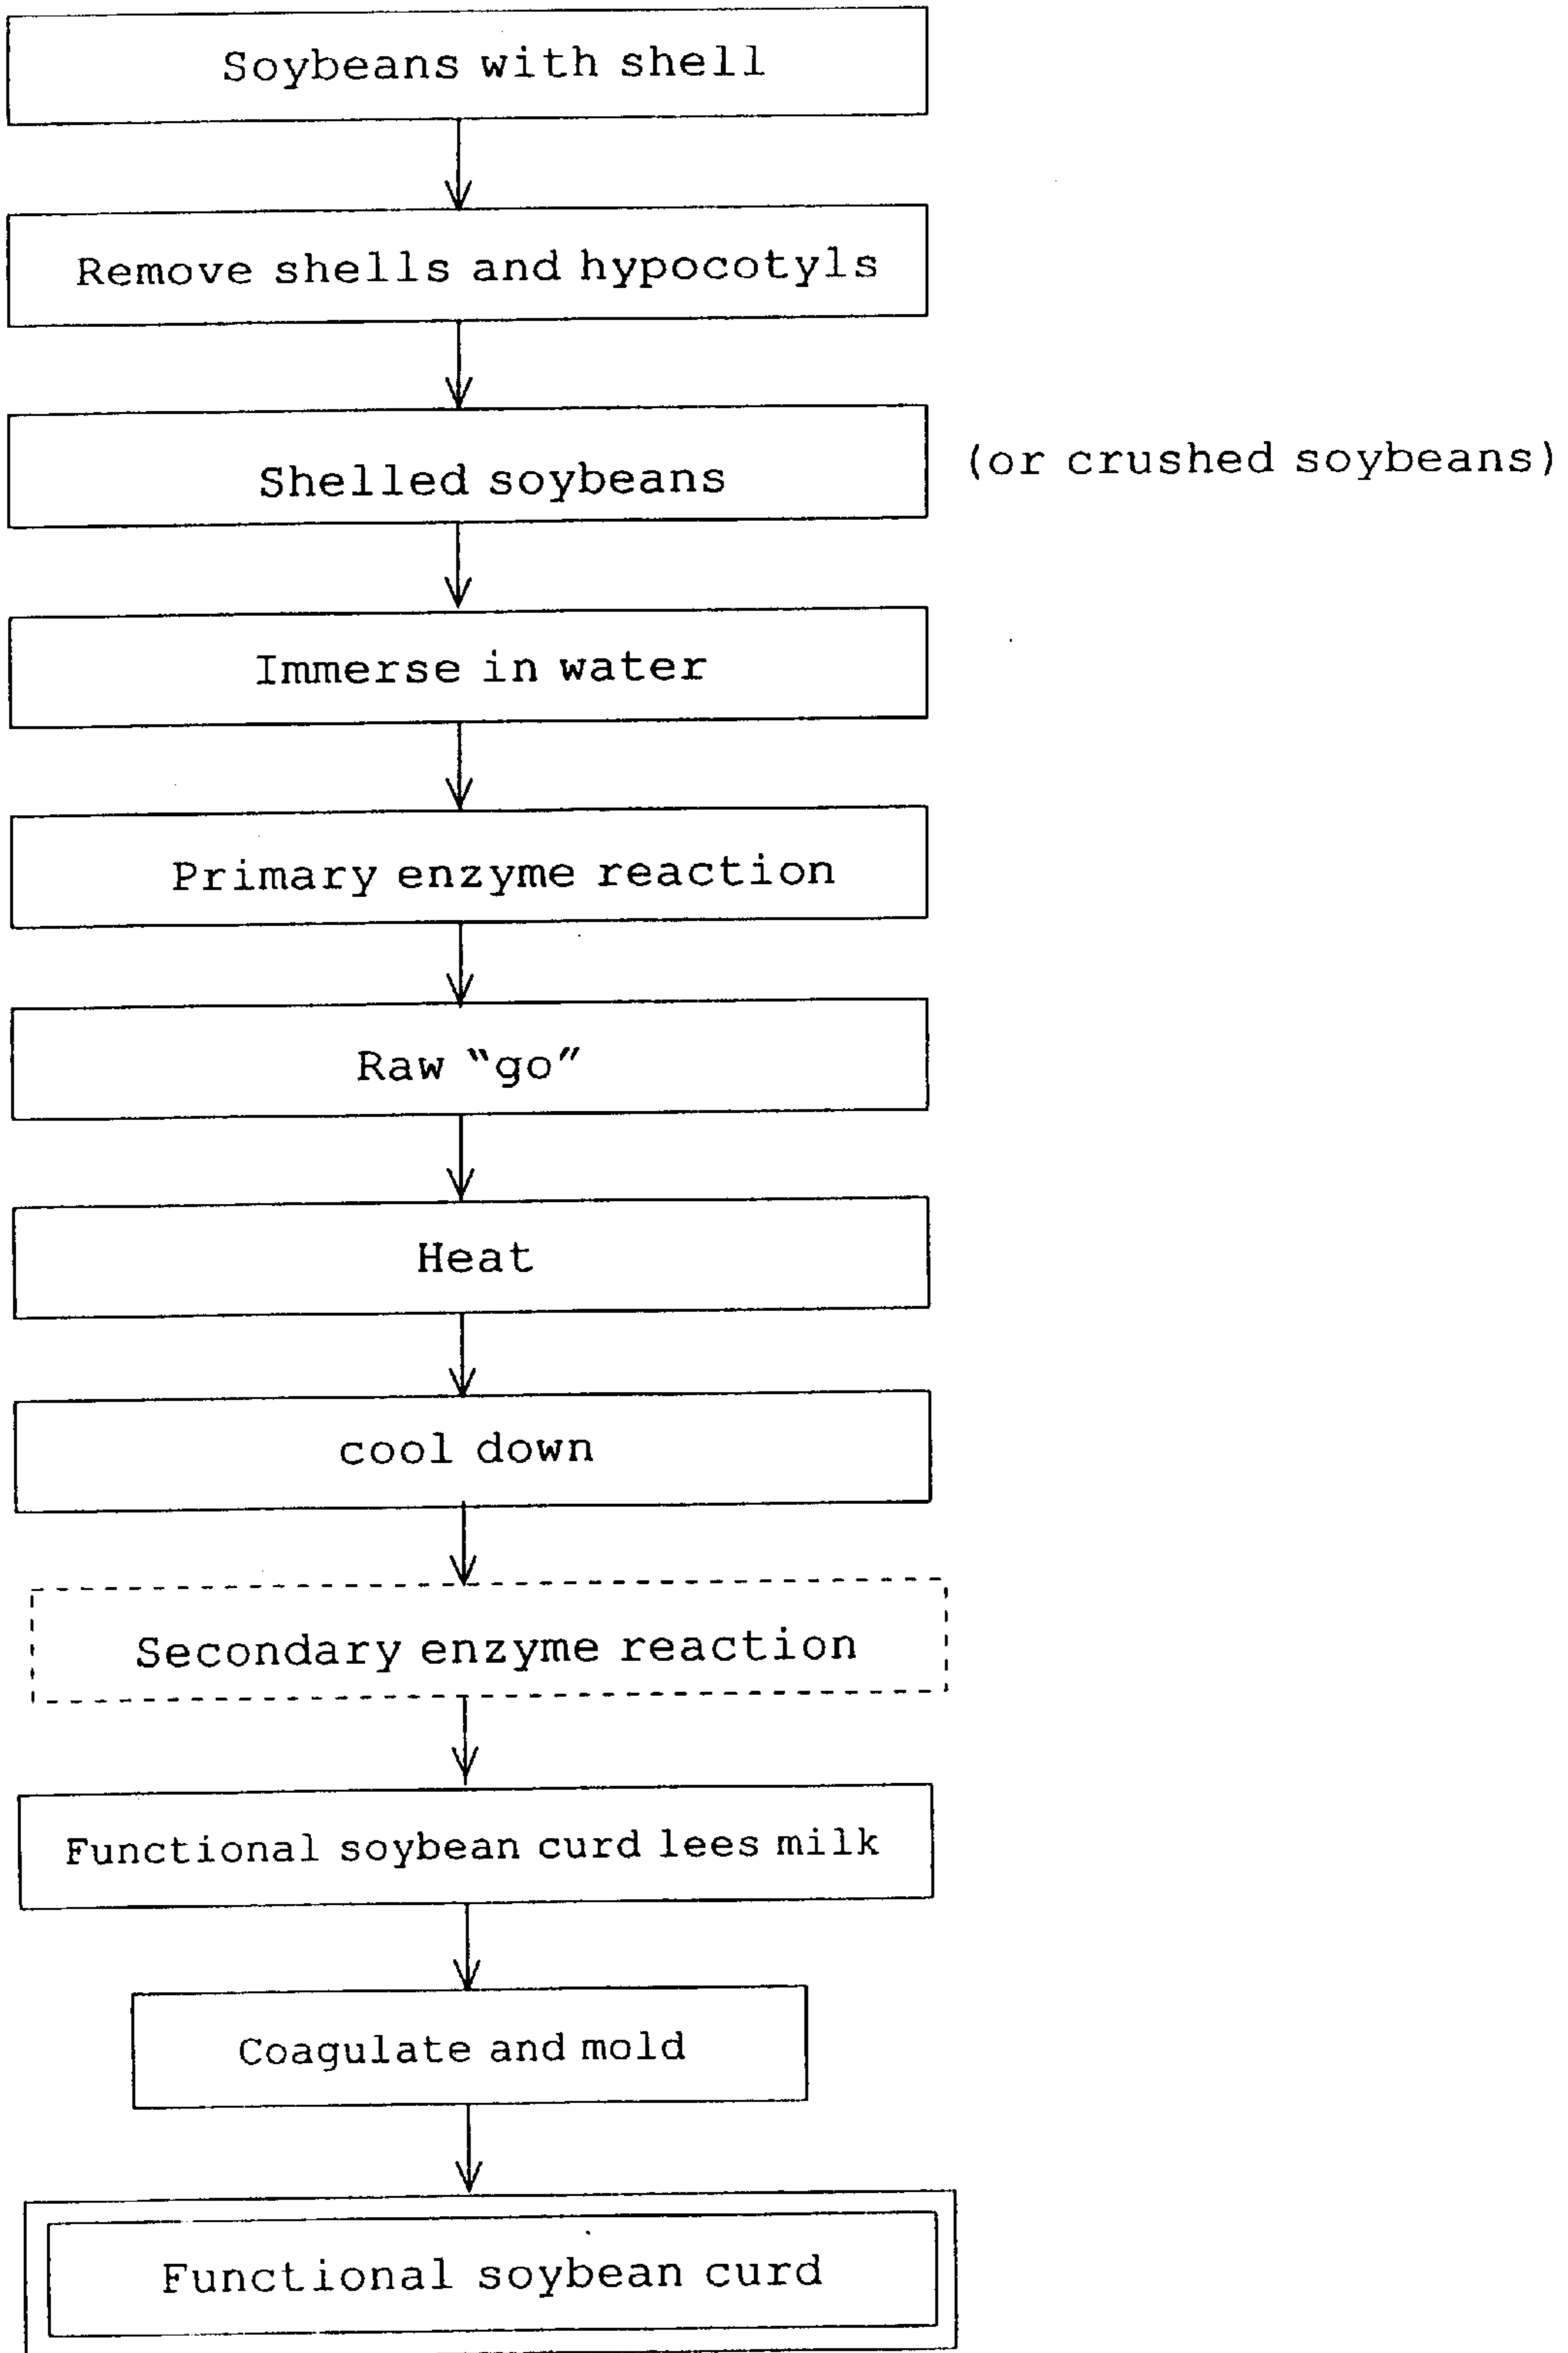 Soybeans with shell
Remove shells and hypocotyls
Shelled soybeans (or crushed soybeans)
Immerse in water
Primary enzyme reaction
Raw “go”
Heat
cool down
Secondary enzyme reaction
Functional soybean curd lees milk
Coagulate and mold
Functional soybean curd